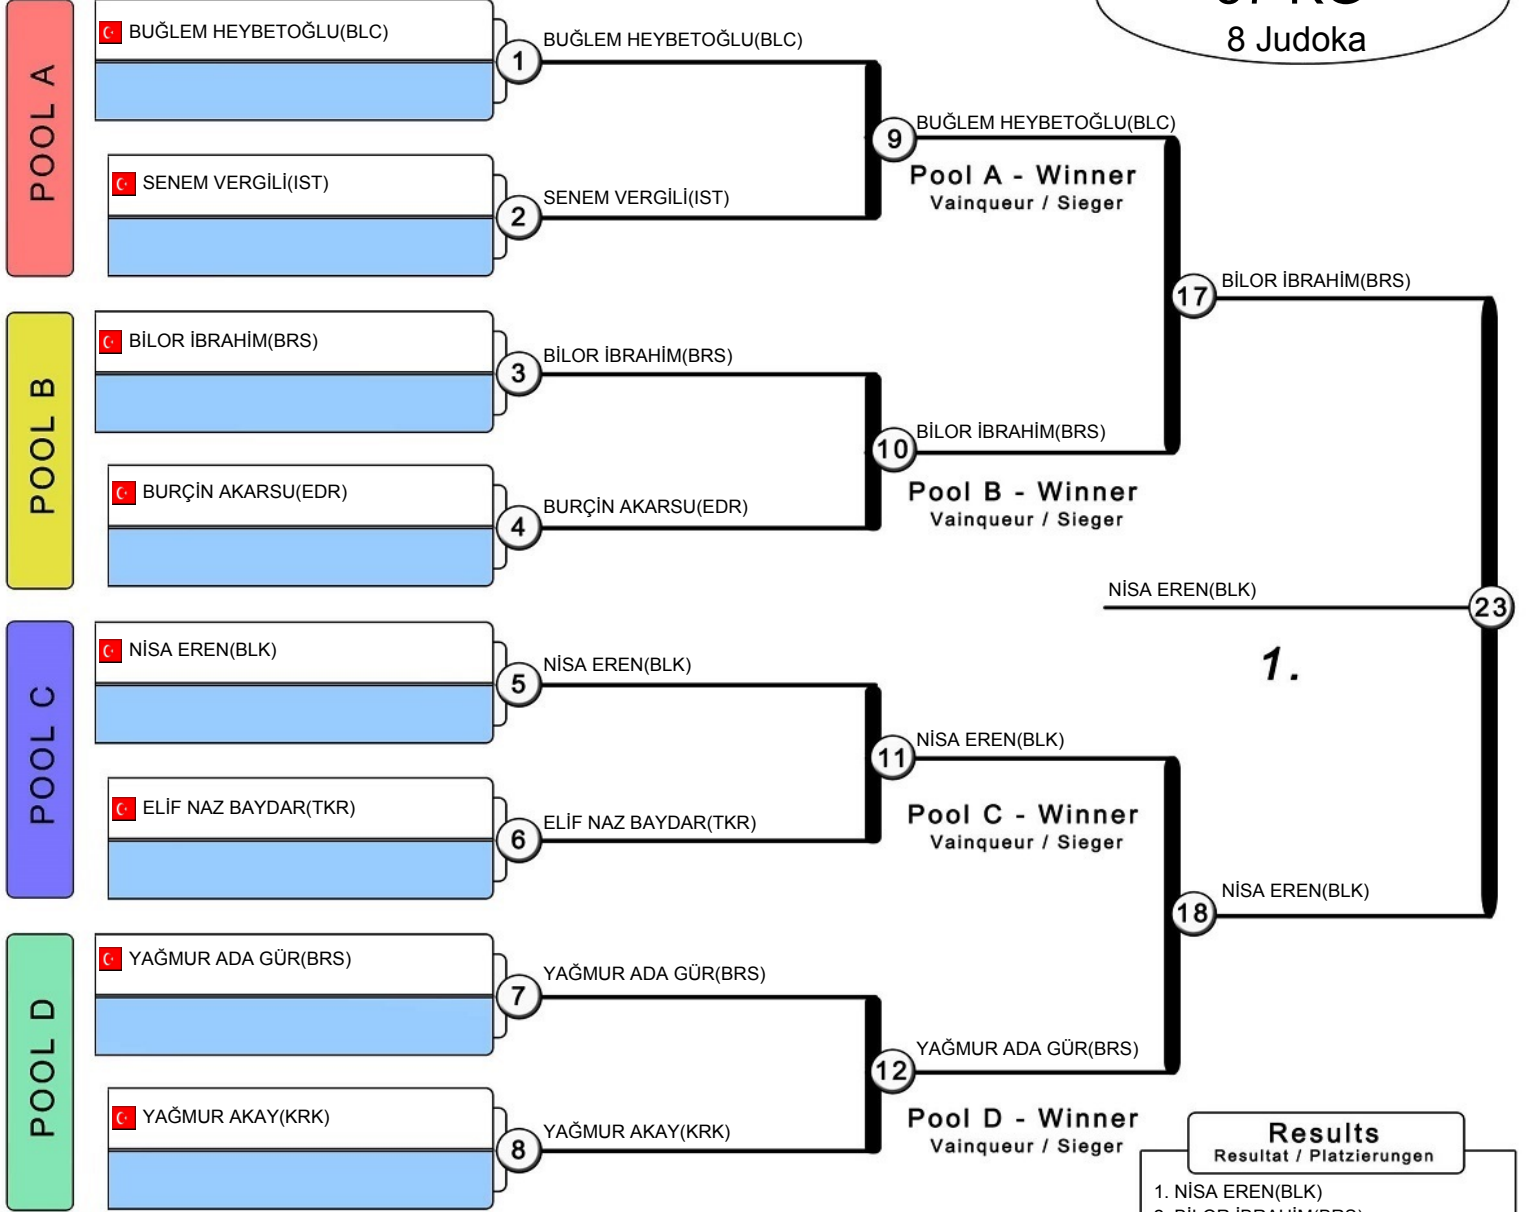 8 Judoka
POOL A
BUĞLEM HEYBETOĞLU(BLC)
1
BUĞLEM HEYBETOĞLU(BLC)
SENEM VERGİLİ(IST)
2
SENEM VERGİLİ(IST)
9
BUĞLEM HEYBETOĞLU(BLC)
Pool A - Winner
Vainqueur / Sieger
POOL B
BİLOR İBRAHİM(BRS)
3
BİLOR İBRAHİM(BRS)
BURÇİN AKARSU(EDR)
4
BURÇİN AKARSU(EDR)
10
BİLOR İBRAHİM(BRS)
Pool B - Winner
Vainqueur / Sieger
17
BİLOR İBRAHİM(BRS)
POOL C
NİSA EREN(BLK)
5
NİSA EREN(BLK)
ELİF NAZ BAYDAR(TKR)
6
ELİF NAZ BAYDAR(TKR)
11
NİSA EREN(BLK)
Pool C - Winner
Vainqueur / Sieger
POOL D
YAĞMUR ADA GÜR(BRS)
7
YAĞMUR ADA GÜR(BRS)
YAĞMUR AKAY(KRK)
8
YAĞMUR AKAY(KRK)
12
YAĞMUR ADA GÜR(BRS)
Pool D - Winner
Vainqueur / Sieger
18
NİSA EREN(BLK)
NİSA EREN(BLK)
23
1.
Results
Resultat / Platzierungen
1. NİSA EREN(BLK)
2. BİLOR İBRAHİM(BRS)